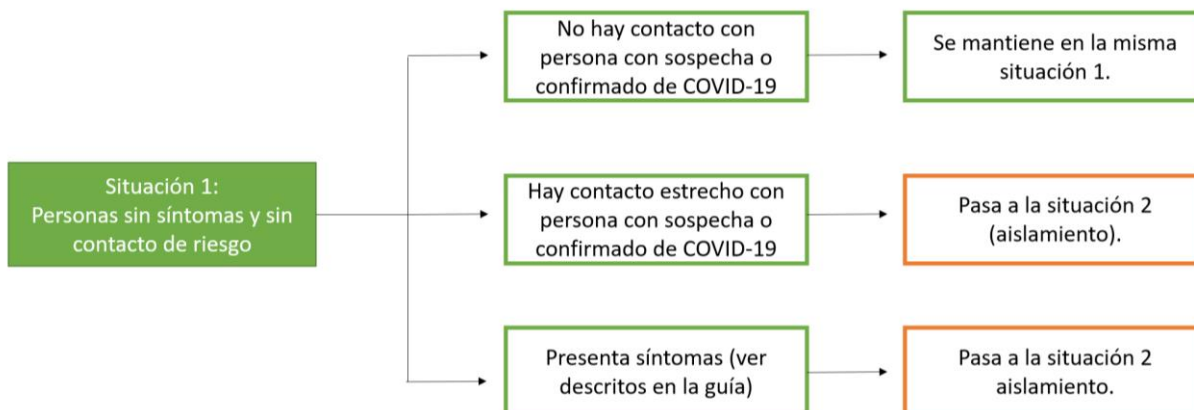 No hay contacto con
persona con sospecha o
confirmado de COVID-19
Se mantiene en la misma
situación 1.
Situación 1:
Personas sin síntomas y sin
contacto de riesgo
Hay contacto estrecho con
persona con sospecha o
confirmado de COVID-19
Pasa a la situación 2
(aislamiento).
Presenta síntomas (ver
descritos en la guía)
Pasa a la situación 2
aislamiento.